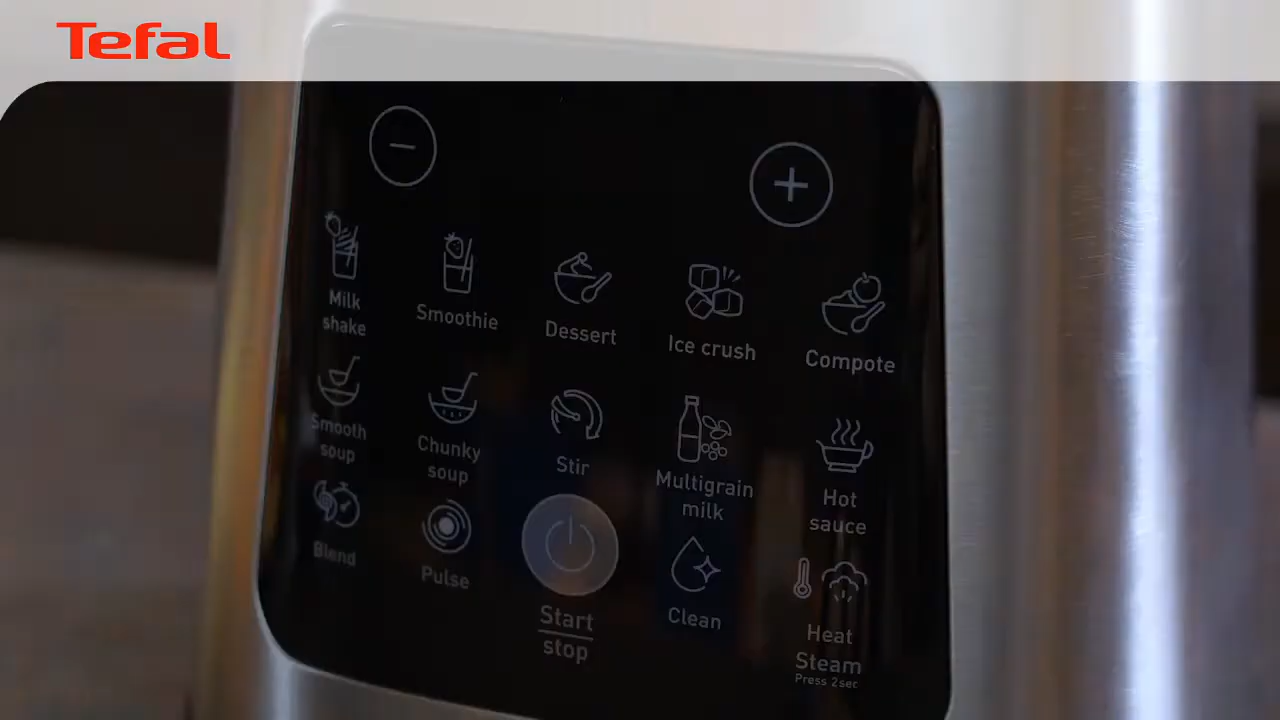 Tefal
Milk
shake
Smoothie
Dessert
Ice crush
Compote
Smooth
soup
Chunky
soup
Stir
Multigrain
milk
Hot
sauce
Blend
Pulse
Start
stop
Clean
Heat
Steam
Press 2sec